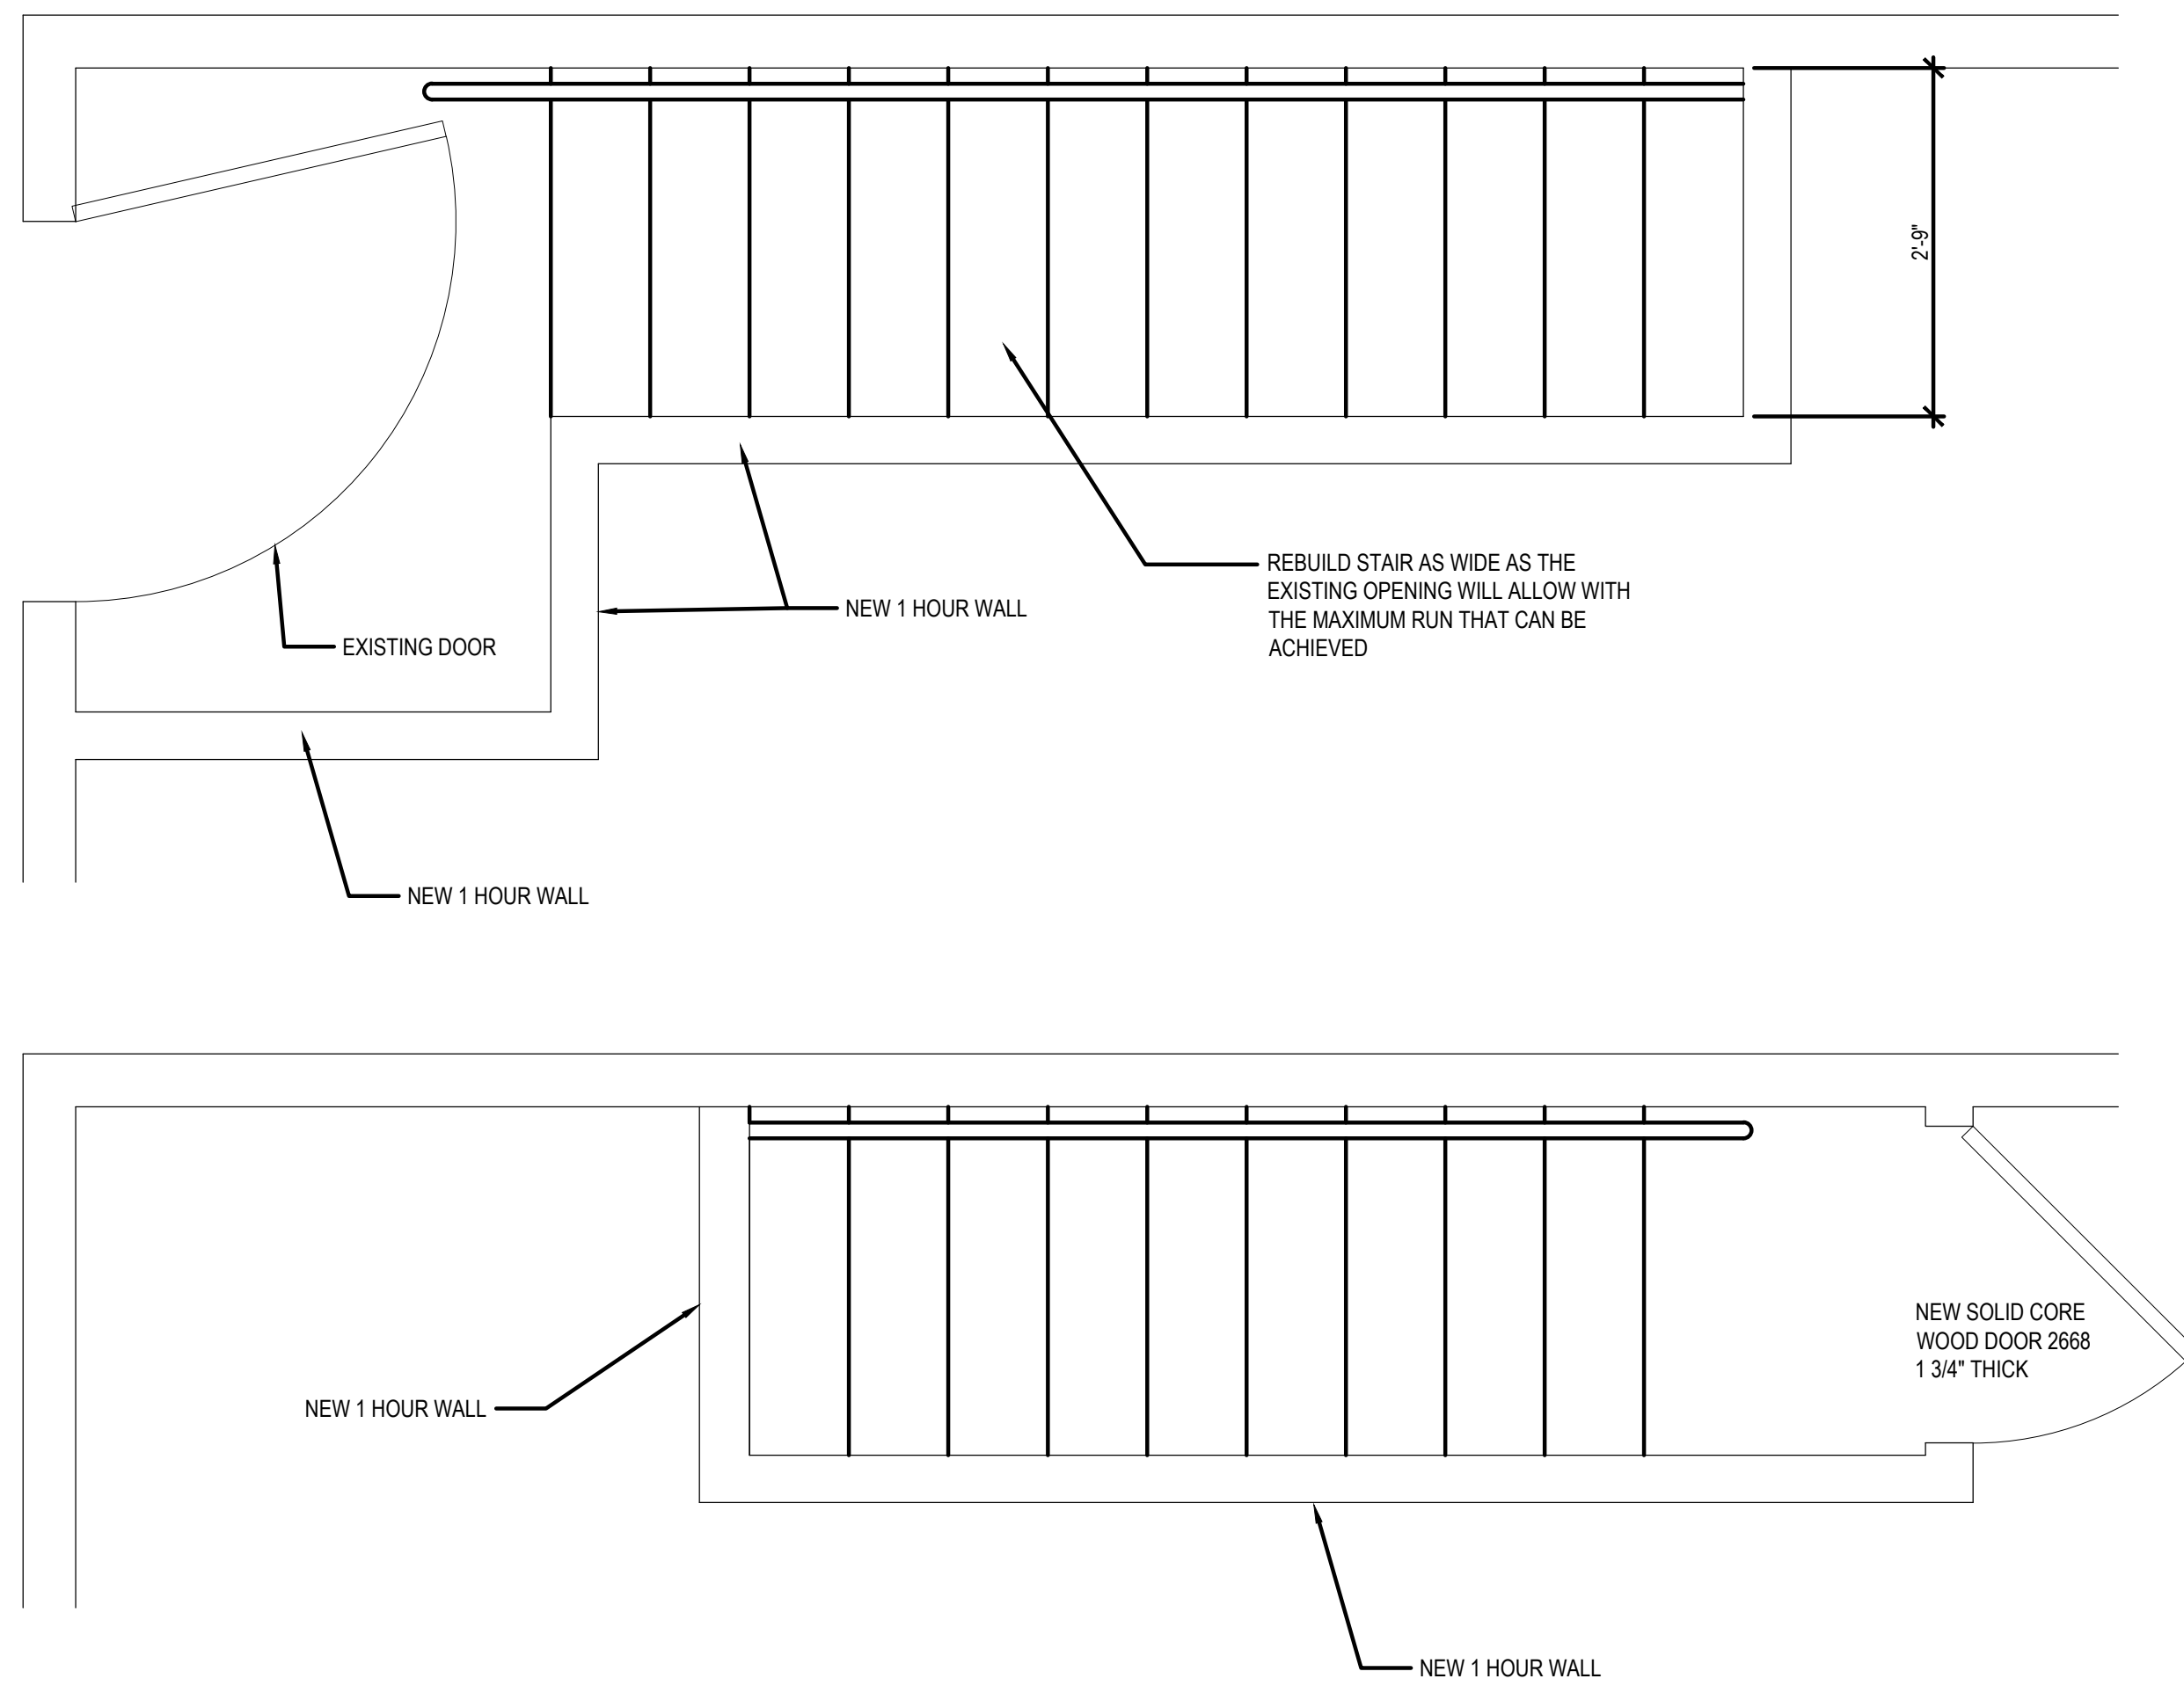 2'-9"
REBUILD STAIR AS WIDE AS THE
EXISTING OPENING WILL ALLOW WITH
THE MAXIMUM RUN THAT CAN BE
ACHIEVED
NEW 1 HOUR WALL
EXISTING DOOR
NEW 1 HOUR WALL
NEW SOLID CORE
WOOD DOOR 2668
1 3/4" THICK
NEW 1 HOUR WALL
NEW 1 HOUR WALL